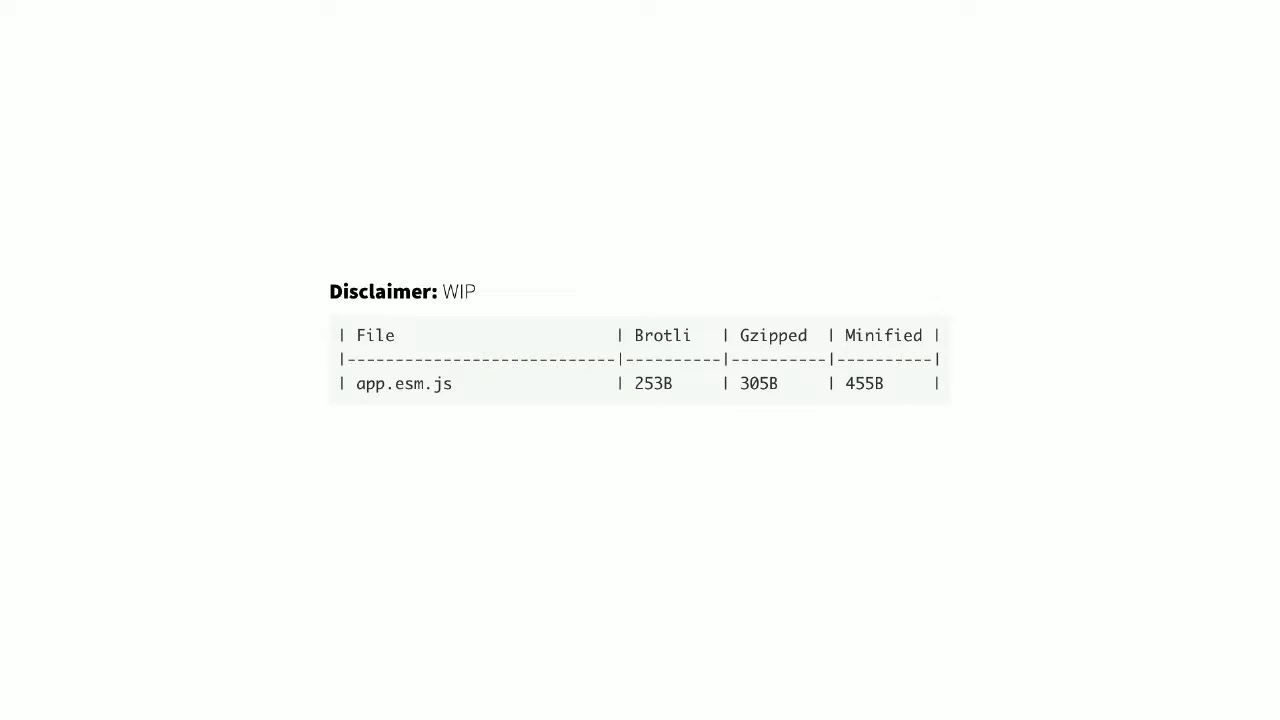 Disclaimer: WIP
| File                       | Brotli   | Gzipped  | Minified |
|----------------------------|----------|----------|----------|
| app.esm.js                 | 253B     | 305B     | 455B     |